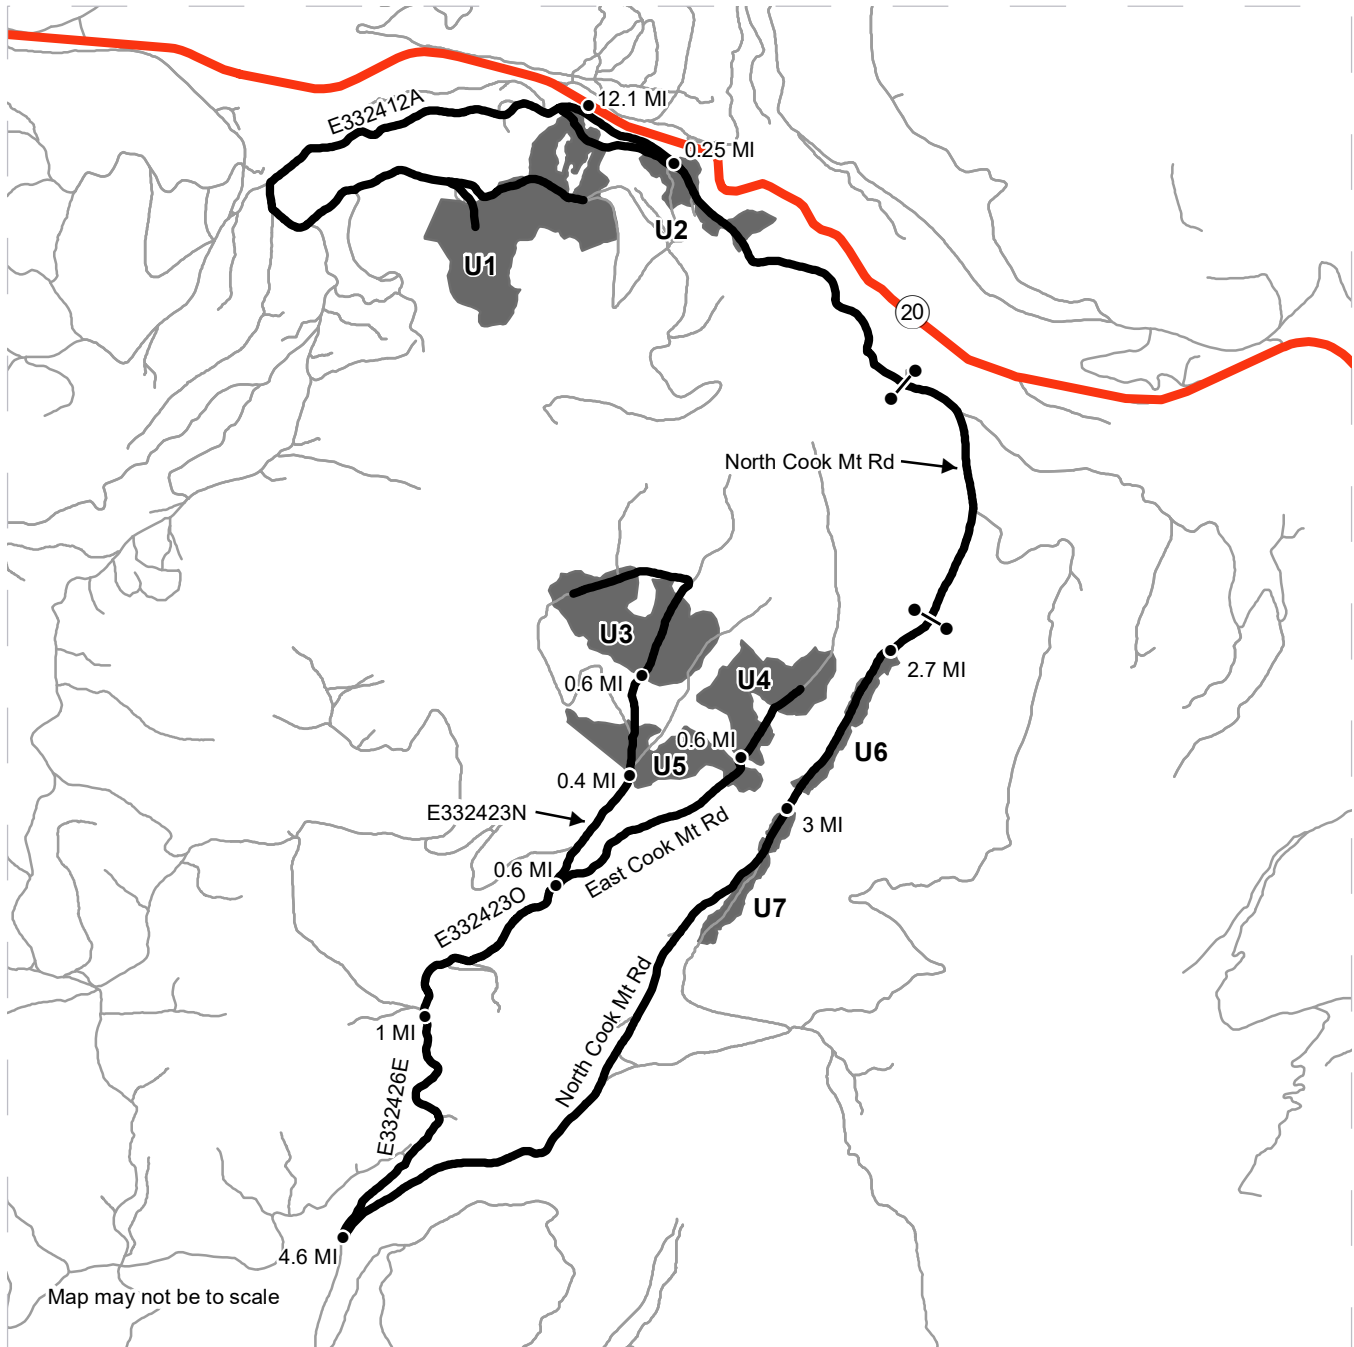 12.1 MI
E332412A
0.25 MI
U2
U1
20
North Cook Mt Rd
U3
2.7 MI
0.6 MI
U4
0.6 MI
U6
U5
0.4 MI
E332423N
3 MI
East Cook Mt Rd
0.6 MI
U7
E332423O
North Cook Mt Rd
1 MI
E332426E
4.6 MI
Map may not be to scale